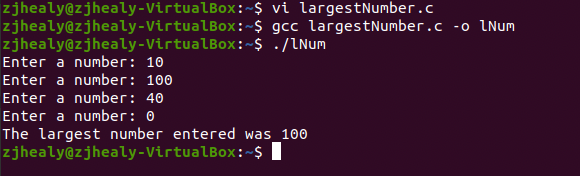 zjhealy@zjhealy-VirtualBox:~$ vi largestNumber.c
zjhealy@zjhealy-VirtualBox:~$ gcc largestNumber.c -o lNum
zjhealy@zjhealy-VirtualBox:~$ ./lNum
Enter a number: 10
Enter a number: 100
Enter a number: 40
Enter a number: 0
The largest number entered was 100
zjhealy@zjhealy-VirtualBox:~$